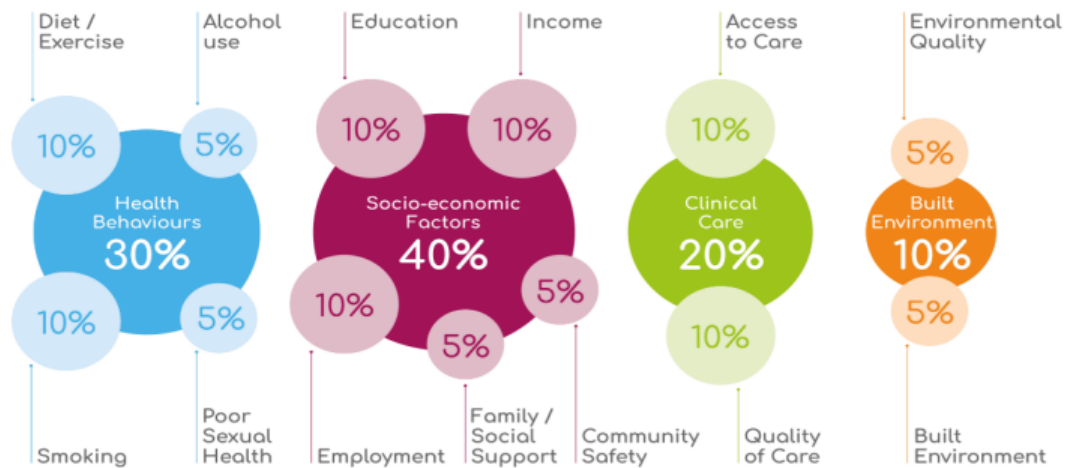 Diet /
Exercise
Alcohol
use
Education
Income
Access
to Care
Environmental
Quality
10%
5%
10%
10%
10%
5%
Health
Behaviours
30%
Socio-economic
Factors
40%
Clinical
Care
20%
Built
Environment
10%
10%
5%
10%
5%
5%
10%
5%
Smoking
Poor
Sexual
Health
Employment
Family /
Social
Support
Community
Safety
Quality
of Care
Built
Environment